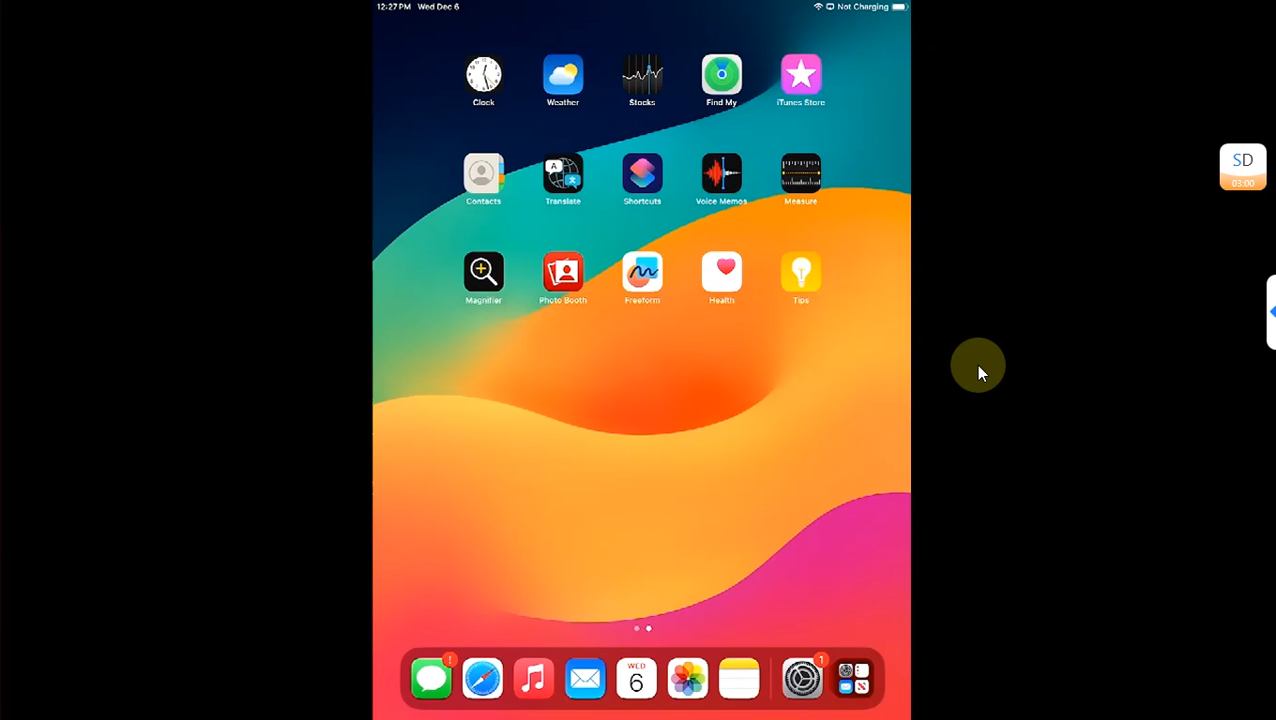 12:27 PM Wed Dec 6
Not Charging
Clock
Weather
Stocks
Find My
iTunes Store
Contacts
Translate
Shortcuts
Voice Memos
Measure
Magnifier
Photo Booth
Freeform
Health
Tips
SD
03:00
A
!
WED
6
1